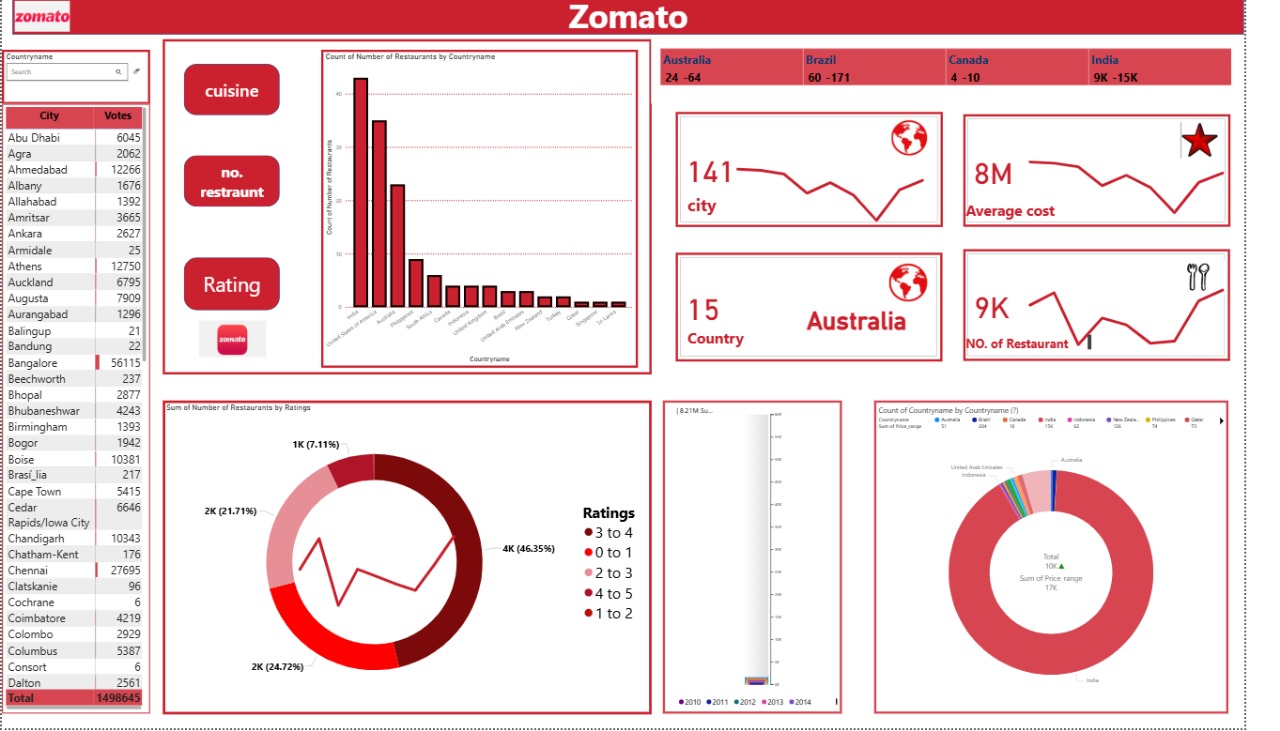 zomato
Zomato
Countryname
Search
City Votes
Abu Dhabi 6045
Agra 2062
Ahmedabad 12266
Albany 1676
Allahabad 1392
Amritsar 3665
Ankara 2627
Armidale 25
Athens 12750
Auckland 6795
Augusta 7909
Aurangabad 1296
Balingup 21
Bandung 22
Bangalore 56115
Beechworth 237
Bhopal 2877
Bhubaneshwar 4243
Birmingham 1393
Bogor 1942
Boise 10381
Brasí_lia 217
Cape Town 5415
Cedar 6646
Rapids/Iowa City
Chandigarh 10343
Chatham-Kent 176
Chennai 27695
Clatskanie 96
Cochrane 6
Coimbatore 4219
Colombo 2929
Columbus 5387
Consort 6
Dalton 2561
Total 1498645
cuisine
no.
restraunt
Rating
zomato
Count of Number of Restaurants by Countryname
Count of Number of Restaurants
40
30
20
10
0
India
United States of America
Australia
Philippines
South Africa
Canada
Indonesia
United Kingdom
Brazil
United Arab Emirates
New Zealand
Turkey
Qatar
Singapore
Sri Lanka
Countryname
Australia Brazil Canada India
24 -64 60 -171 4 -10 9K -15K
141
city
8M
Average cost
15
Country
Australia
9K
NO. of Restaurant
Sum of Number of Restaurants by Ratings
1K (7.11%)
2K (21.71%)
4K (46.35%)
2K (24.72%)
Ratings
3 to 4
0 to 1
2 to 3
4 to 5
1 to 2
| 8.21M Su...
2010 2011 2012 2013 2014
Count of Countryname by Countryname (?)
Countryname Australia Brazil Canada India Indonesia New Zeala... Philippines Qatar
Sum of Price_range 51 204 10 15K 62 126 74 73
Australia
United Arab Emirates
Indonesia
Total
10K
Sum of Price_range
17K
India